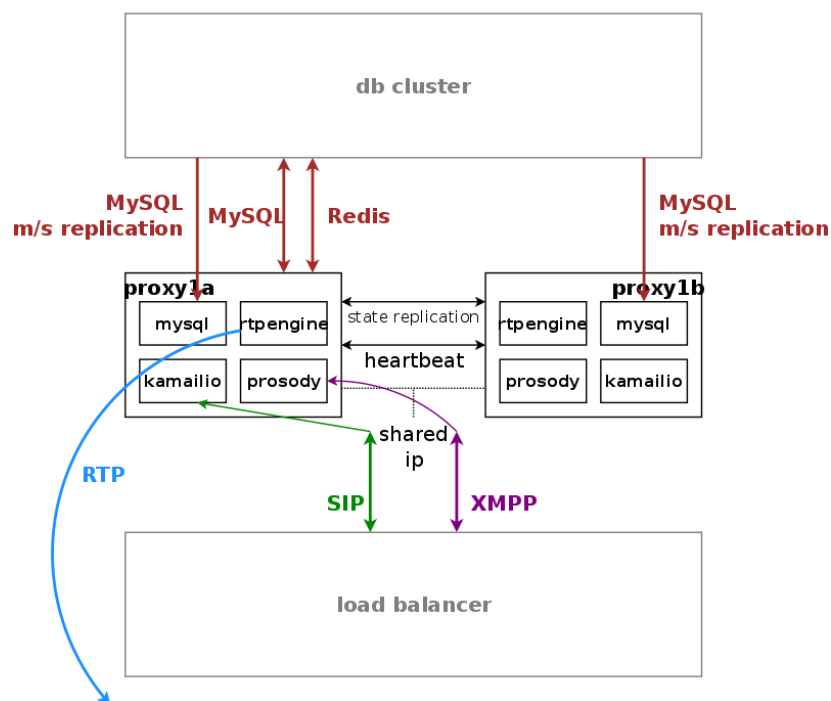 db cluster
MySQL
m/s replication
MySQL
Redis
MySQL
m/s replication
proxy1a
proxy1b
mysql
rtpengine
state replication
rtpengine
mysql
heartbeat
kamailio
prosody
prosody
kamailio
shared
ip
RTP
SIP
XMPP
load balancer